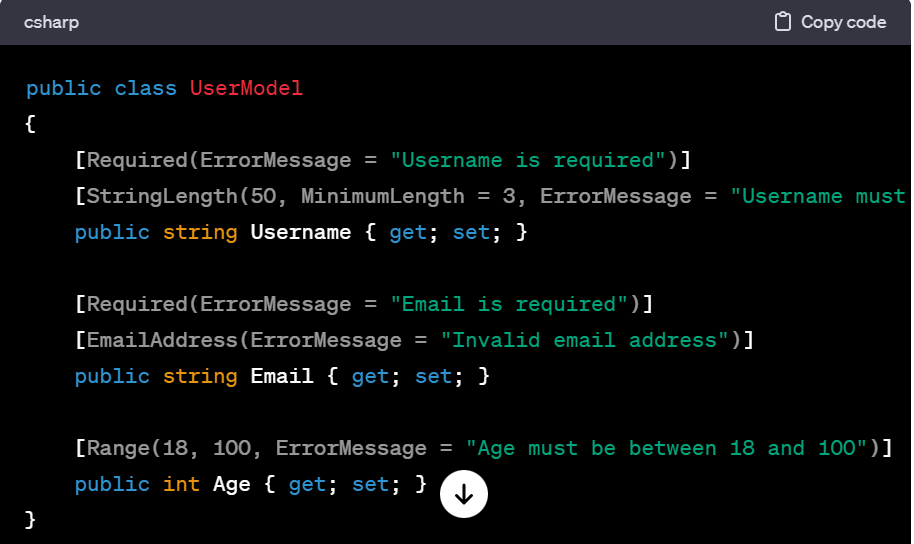 csharp Copy code
public class UserModel
{
[Required(ErrorMessage = "Username is required")]
[StringLength(50, MinimumLength = 3, ErrorMessage = "Username must
public string Username { get; set; }
[Required(ErrorMessage = "Email is required")]
[EmailAddress(ErrorMessage = "Invalid email address")]
public string Email { get; set; }
[Range(18, 100, ErrorMessage = "Age must be between 18 and 100")]
public int Age { get; set; }
}